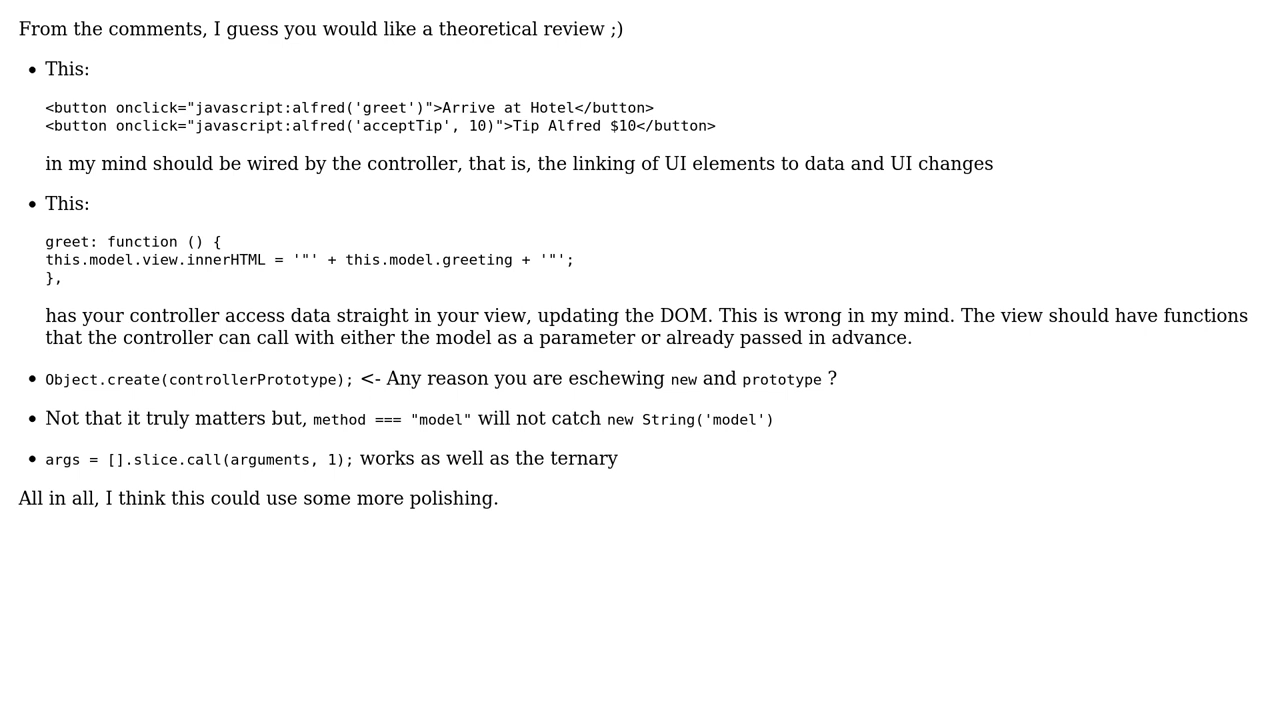 From the comments, I guess you would like a theoretical review ;)
This:
<button onclick="javascript:alfred('greet')">Arrive at Hotel</button>
<button onclick="javascript:alfred('acceptTip', 10)">Tip Alfred $10</button>
in my mind should be wired by the controller, that is, the linking of UI elements to data and UI changes
This:
greet: function () {
this.model.view.innerHTML = '"' + this.model.greeting + '"';
},
has your controller access data straight in your view, updating the DOM. This is wrong in my mind. The view should have functions
that the controller can call with either the model as a parameter or already passed in advance.
Object.create(controllerPrototype); <- Any reason you are eschewing new and prototype ?
Not that it truly matters but, method === "model" will not catch new String('model')
args = [].slice.call(arguments, 1); works as well as the ternary
All in all, I think this could use some more polishing.